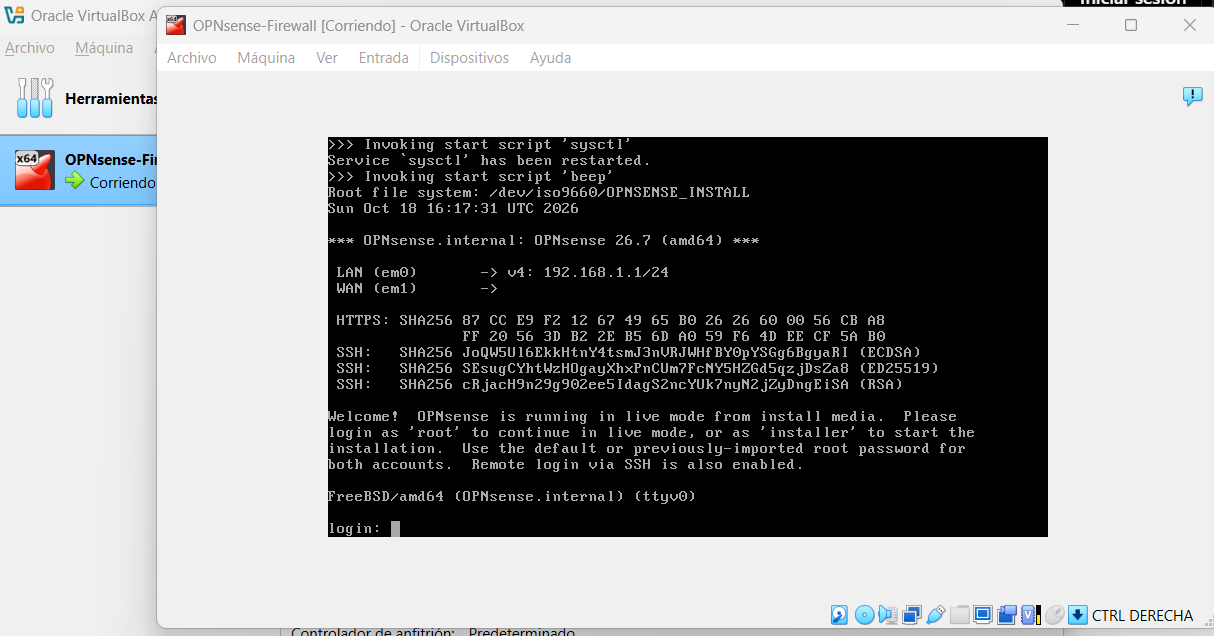 Iniciar sesión
Oracle VirtualBox A
OPNsense-Firewall [Corriendo] - Oracle VirtualBox
Archivo Máquina
Archivo Máquina Ver Entrada Dispositivos Ayuda
Herramientas
x64
OPNsense-Fi
Corriendo
>>> Invoking start script 'sysctl'
Service `sysctl' has been restarted.
>>> Invoking start script 'beep'
Root file system: /dev/iso9660/OPNSENSE_INSTALL
Sun Oct 18 16:17:31 UTC 2026
*** OPNsense.internal: OPNsense 26.7 (amd64) ***
LAN (em0) -> v4: 192.168.1.1/24
WAN (em1) ->
HTTPS: SHA256 87 CC E9 F2 12 67 49 65 B0 26 26 60 00 56 CB A8
FF 20 56 3D B2 2E B5 6D A0 59 F6 4D EE CF 5A B0
SSH: SHA256 JoQW5Ul6EkkHtnY4tsmJ3nVRJWHfBY0pYSGg6BgyaRI (ECDSA)
SSH: SHA256 SEsugCYhtWzHOgayXhxPnCUm7FcNY5HZGd5qzjDsZa8 (ED25519)
SSH: SHA256 cRjacH9n29g902ee5IdagS2ncYUk7nyN2jZyDngEiSA (RSA)
Welcome!  OPNsense is running in live mode from install media.  Please
login as 'root' to continue in live mode, or as 'installer' to start the
installation.  Use the default or previously-imported root password for
both accounts.  Remote login via SSH is also enabled.
FreeBSD/amd64 (OPNsense.internal) (ttyv0)
login:
CTRL DERECHA
Controlador de anfitrión: Predeterminado